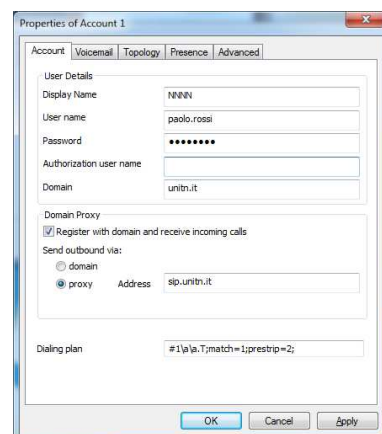 Properties of Account 1
Account Voicemail Topology Presence Advanced
User Details
Display Name NNNN
User name paolo.rossi
Password ••••••••
Authorization user name
Domain unitn.it
Domain Proxy
Register with domain and receive incoming calls
Send outbound via:
domain
proxy Address sip.unitn.it
Dialing plan #1\a\a.T;match=1;prestrip=2;
OK Cancel Apply